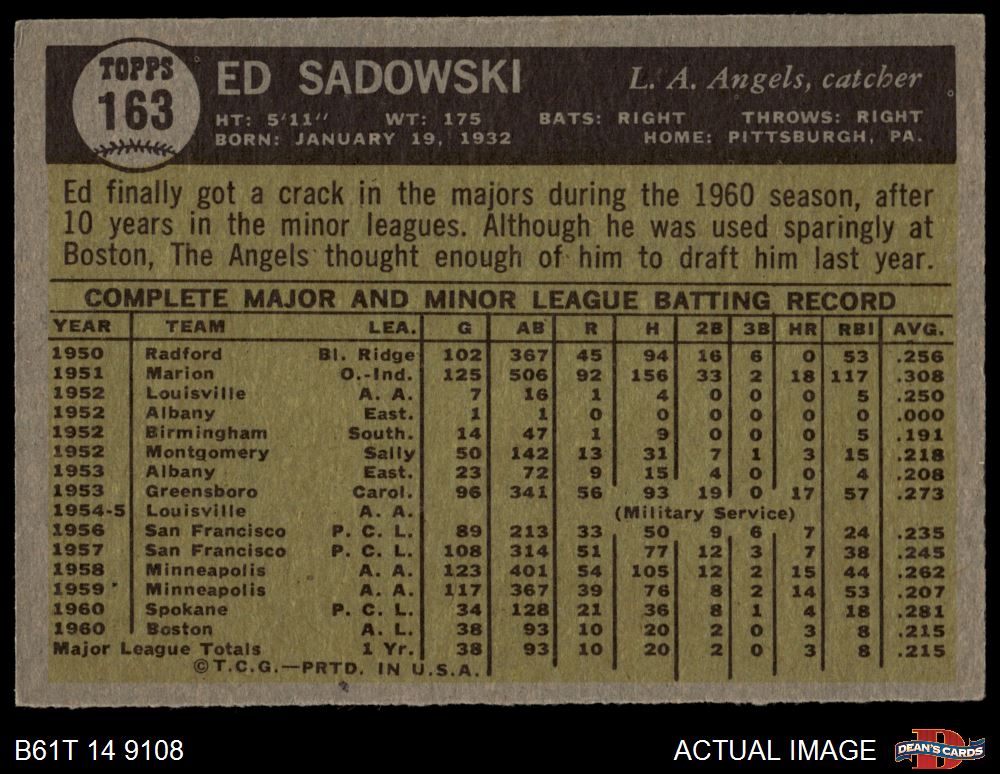 TOPPS
163
ED SADOWSKI
L. A. Angels, catcher
HT: 5'11" WT: 175 BATS: RIGHT THROWS: RIGHT
BORN: JANUARY 19, 1932 HOME: PITTSBURGH, PA.
Ed finally got a crack in the majors during the 1960 season, after
10 years in the minor leagues. Although he was used sparingly at
Boston, The Angels thought enough of him to draft him last year.
COMPLETE MAJOR AND MINOR LEAGUE BATTING RECORD
YEAR TEAM LEA. G AB R H 2B 3B HR RBI AVG.
1950 Radford Bl. Ridge 102 367 45 94 16 6 0 53 .256
1951 Marion O.-Ind. 125 506 92 156 33 2 18 117 .308
1952 Louisville A. A. 7 16 1 4 0 0 0 5 .250
1952 Albany East. 1 1 0 0 0 0 0 0 .000
1952 Birmingham South. 14 47 1 9 0 0 0 5 .191
1952 Montgomery Sally 50 142 13 31 7 1 3 15 .218
1953 Albany East. 23 72 9 15 4 0 0 4 .208
1953 Greensboro Carol. 96 341 56 93 19 0 17 57 .273
1954-5 Louisville A. A. (Military Service)
1956 San Francisco P. C. L. 89 213 33 50 9 6 7 24 .235
1957 San Francisco P. C. L. 108 314 51 77 12 3 7 38 .245
1958 Minneapolis A. A. 123 401 54 105 12 2 15 44 .262
1959 Minneapolis A. A. 117 367 39 76 8 2 14 53 .207
1960 Spokane P. C. L. 34 128 21 36 8 1 4 18 .281
1960 Boston A. L. 38 93 10 20 2 0 3 8 .215
Major League Totals 1 Yr. 38 93 10 20 2 0 3 8 .215
©T.C.G.—PRTD. IN U.S.A.
B61T 14 9108
ACTUAL IMAGE
DEAN'S CARDS